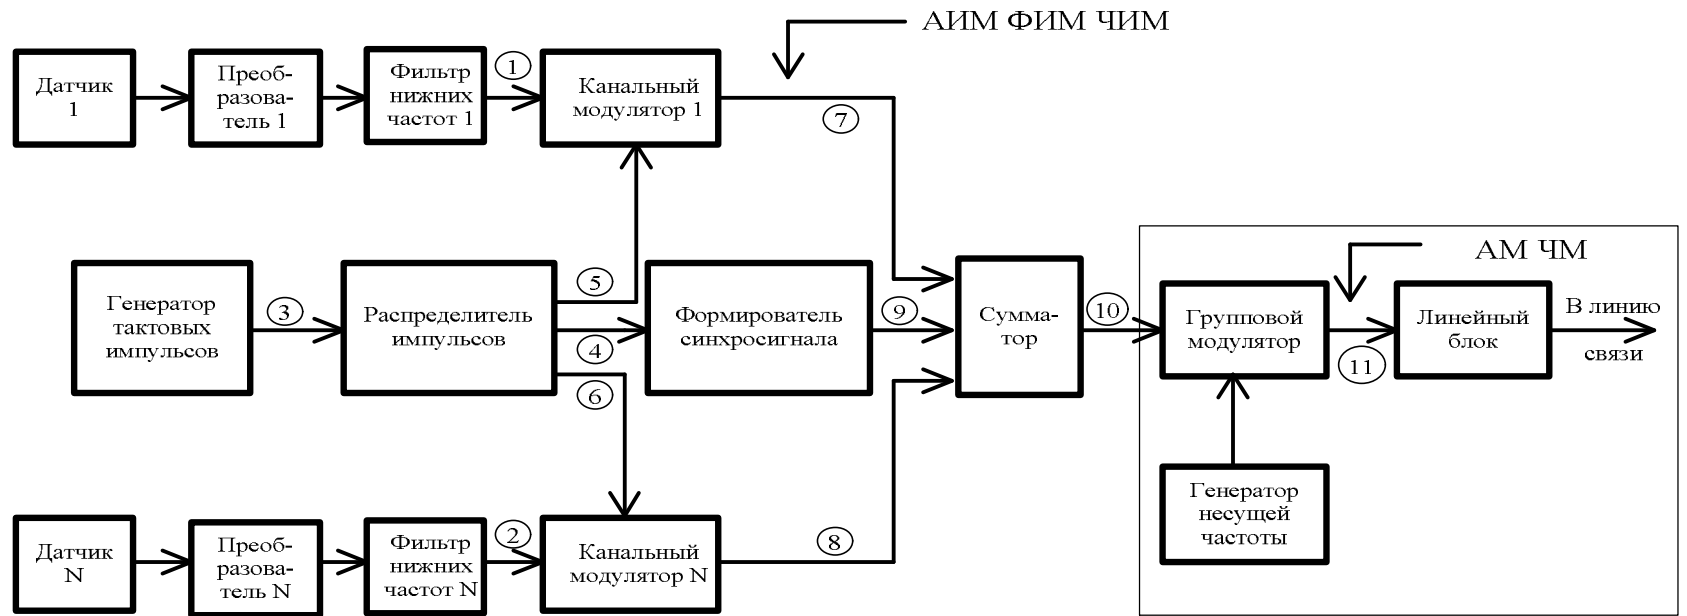 АИМ ФИМ ЧИМ
Датчик
1
Преоб-
разова-
тель 1
Фильтр
нижних
частот 1
1
Канальный
модулятор 1
7
Генератор
тактовых
импульсов
3
Распределитель
импульсов
5
4
6
Формирователь
синхросигнала
9
Сумма-
тор
10
АМ ЧМ
Групповой
модулятор
11
Линейный
блок
В линию
связи
Генератор
несущей
частоты
Датчик
N
Преоб-
разова-
тель N
Фильтр
нижних
частот N
2
Канальный
модулятор N
8